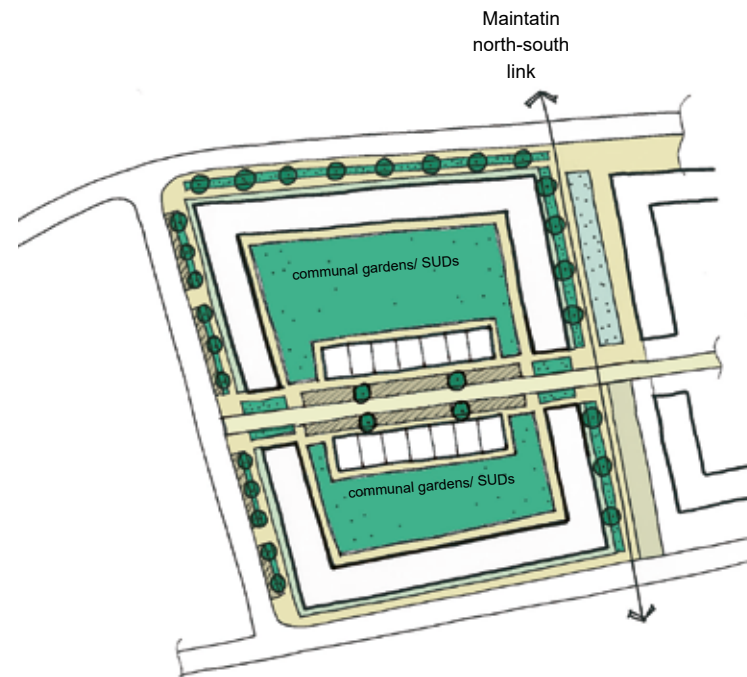 Maintatin
north-south
link
communal gardens/ SUDs
communal gardens/ SUDs